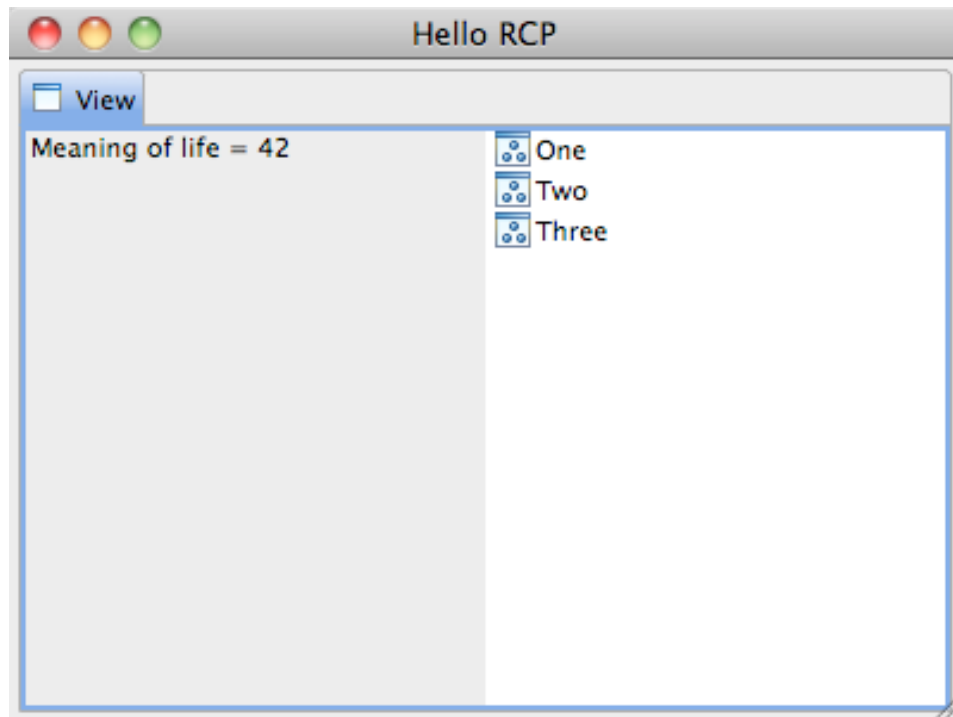 Hello RCP
View
Meaning of life = 42
One
Two
Three